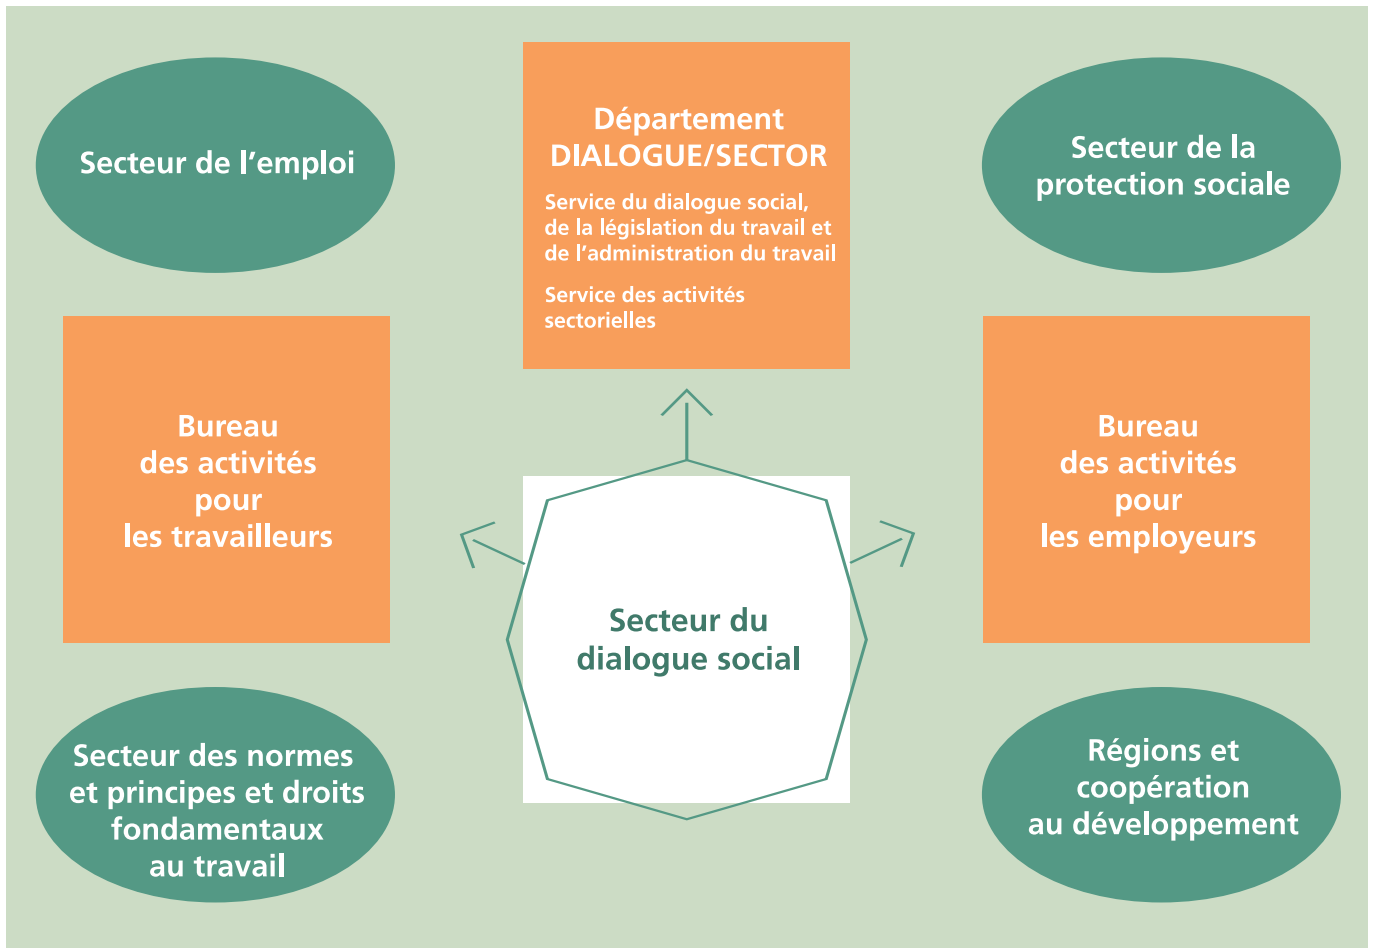 Secteur de l’emploi
Département
DIALOGUE/SECTOR
Service du dialogue social,
de la législation du travail et
de l’administration du travail
Service des activités
sectorielles
Secteur de la
protection sociale
Bureau
des activités
pour
les travailleurs
Bureau
des activités
pour
les employeurs
Secteur du
dialogue social
Secteur des normes
et principes et droits
fondamentaux
au travail
Régions et
coopération
au développement